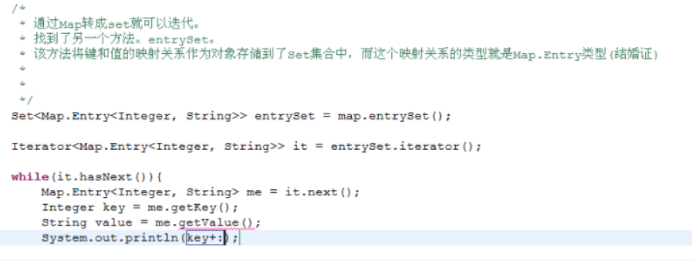 /*
 * 通过Map转成set就可以迭代。
 * 找到了另一个方法。entrySet。
 * 该方法将键和值的映射关系作为对象存储到了Set集合中，而这个映射关系的类型就是Map.Entry类型(结婚证)
 *
 *
 */
Set<Map.Entry<Integer, String>> entrySet = map.entrySet();
Iterator<Map.Entry<Integer, String>> it = entrySet.iterator();
while(it.hasNext()){
    Map.Entry<Integer, String> me = it.next();
    Integer key = me.getKey();
    String value = me.getValue();
    System.out.println(key+:);